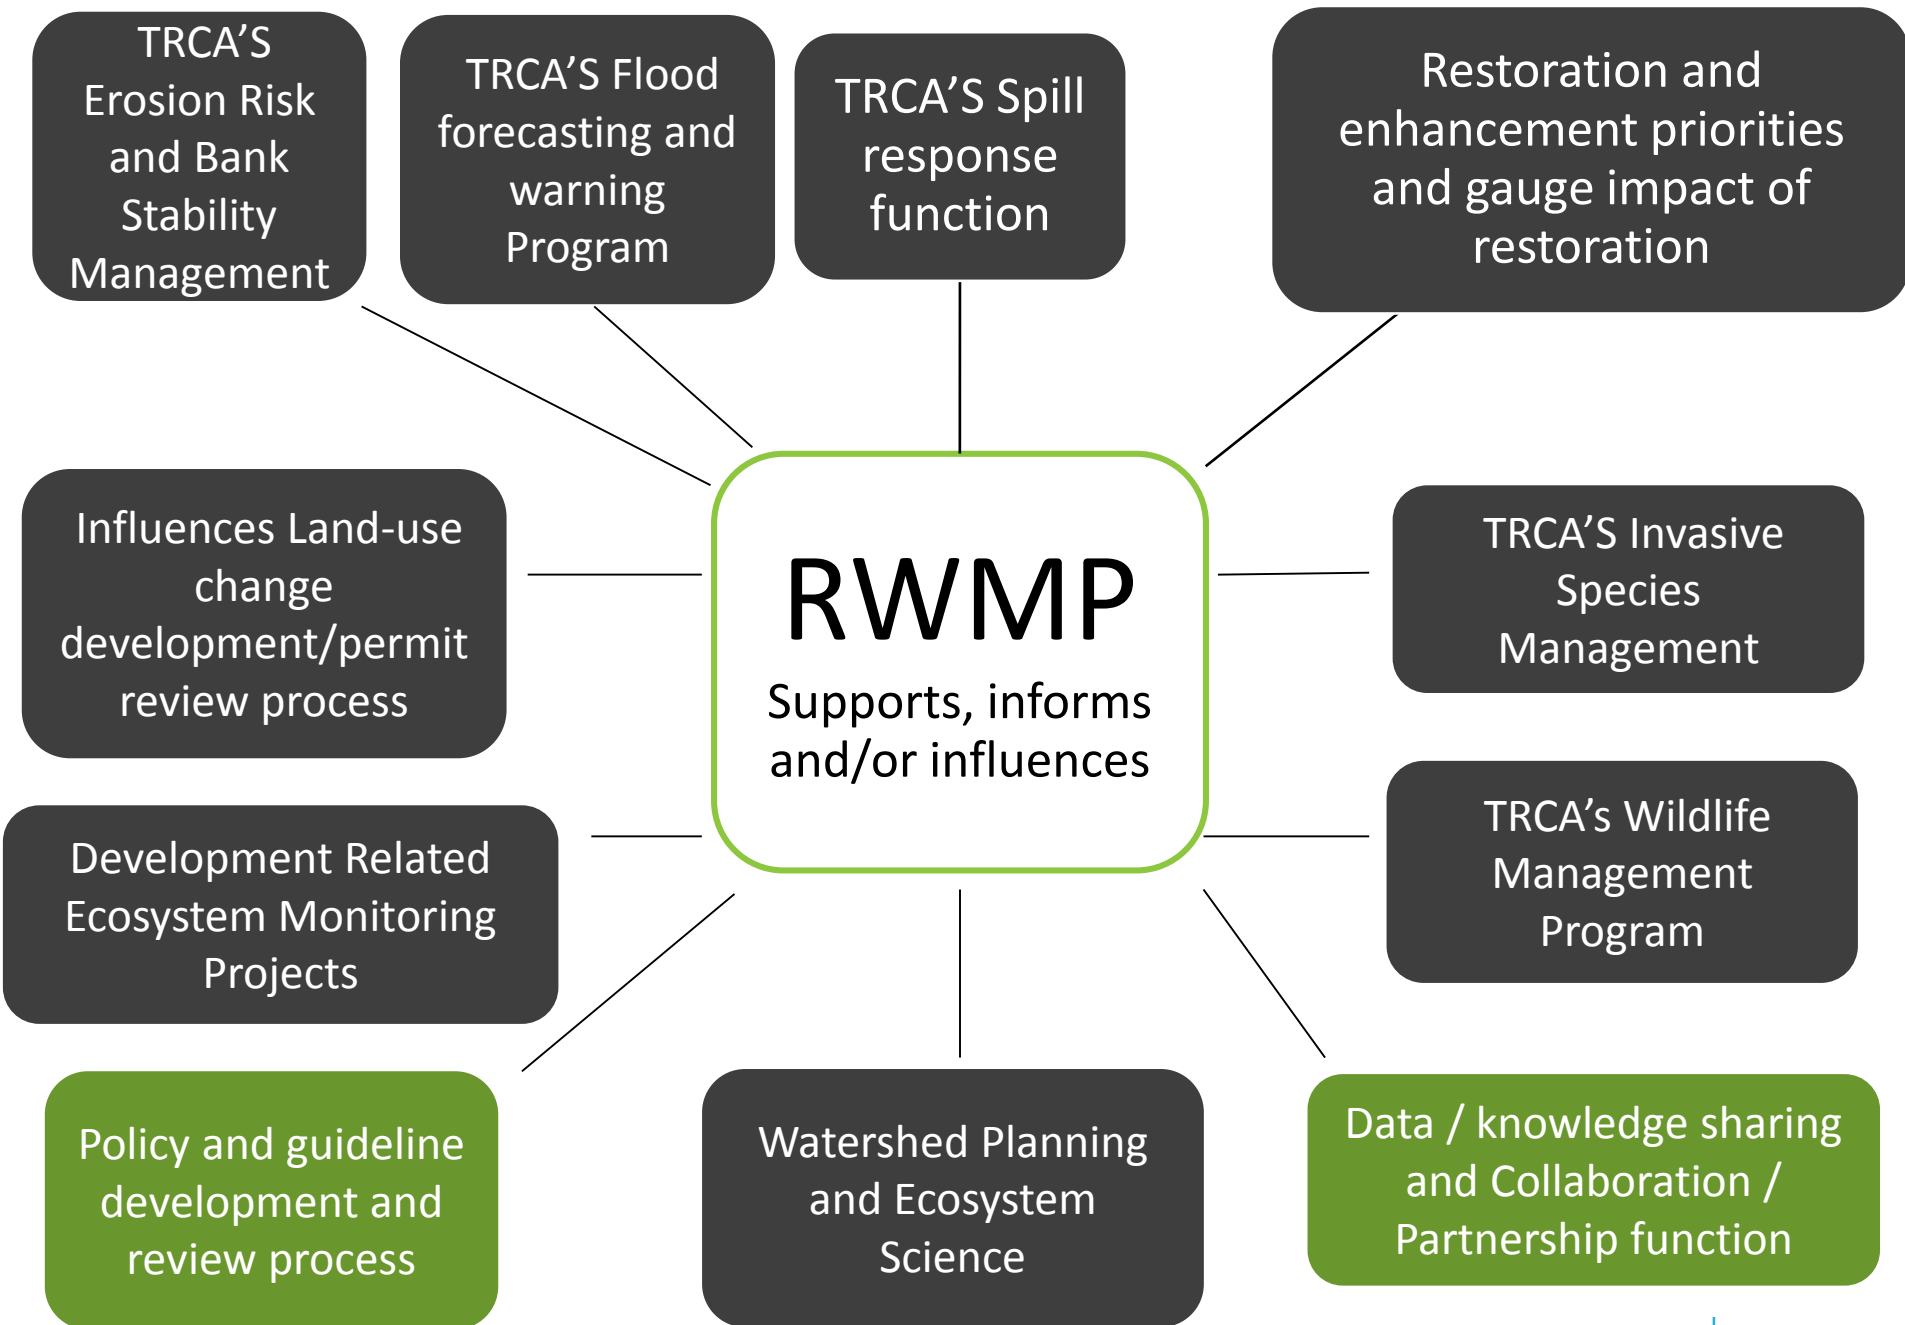 TRCA’S
Erosion Risk
and Bank
Stability
Management
TRCA’S Flood
forecasting and
warning
Program
TRCA’S Spill
response
function
Restoration and
enhancement priorities
and gauge impact of
restoration
Influences Land-use
change
development/permit
review process
RWMP
Supports, informs
and/or influences
TRCA’S Invasive
Species
Management
Development Related
Ecosystem Monitoring
Projects
TRCA’s Wildlife
Management
Program
Policy and guideline
development and
review process
Watershed Planning
and Ecosystem
Science
Data / knowledge sharing
and Collaboration /
Partnership function